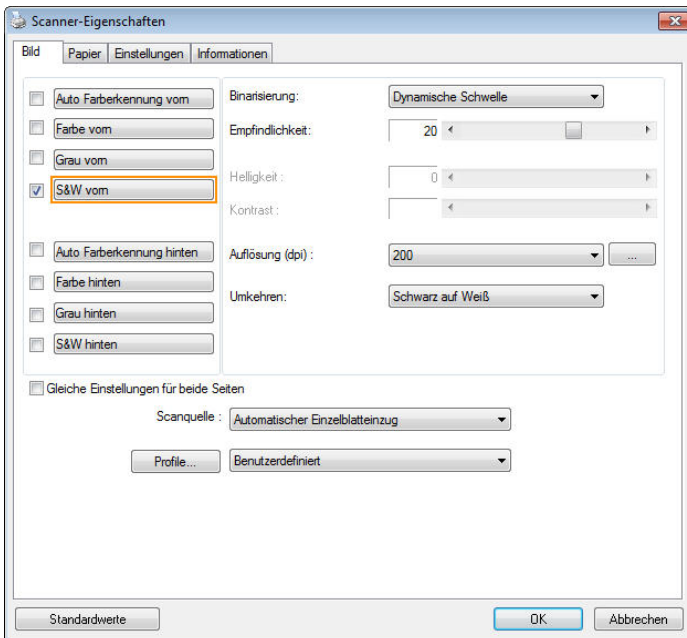 Scanner-Eigenschaften
Bild Papier Einstellungen Informationen
Auto Farberkennung vorn
Farbe vorn
Grau vorn
S&W vorn
Auto Farberkennung hinten
Farbe hinten
Grau hinten
S&W hinten
Binarisierung: Dynamische Schwelle
Empfindlichkeit: 20
Helligkeit : 0
Kontrast :
Auflösung (dpi) : 200 ...
Umkehren: Schwarz auf Weiß
Gleiche Einstellungen für beide Seiten
Scanquelle : Automatischer Einzelblatteinzug
Profile... Benutzerdefiniert
Standardwerte OK Abbrechen